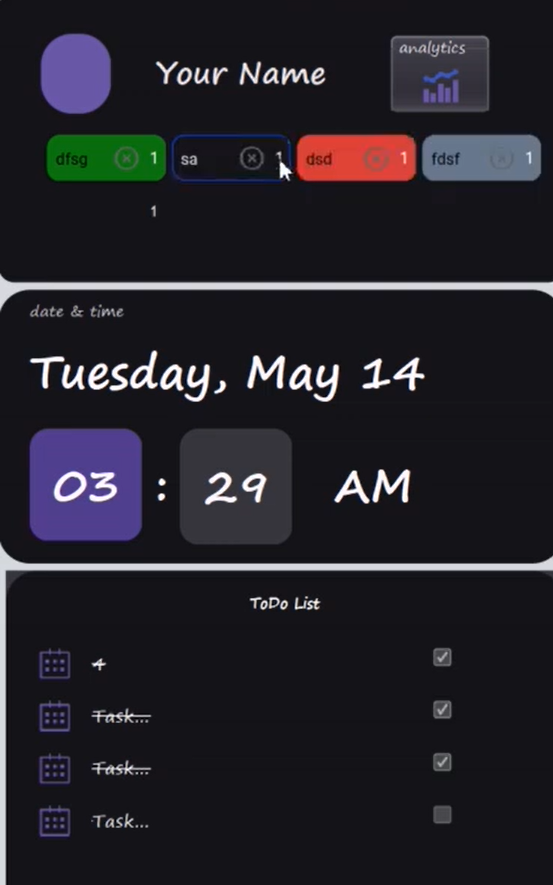 analytics
Your Name
dfsg 1 sa 1 dsd 1 fdsf 1
1
date & time
Tuesday, May 14
03 : 29 AM
ToDo List
4
Task...
Task...
Task...